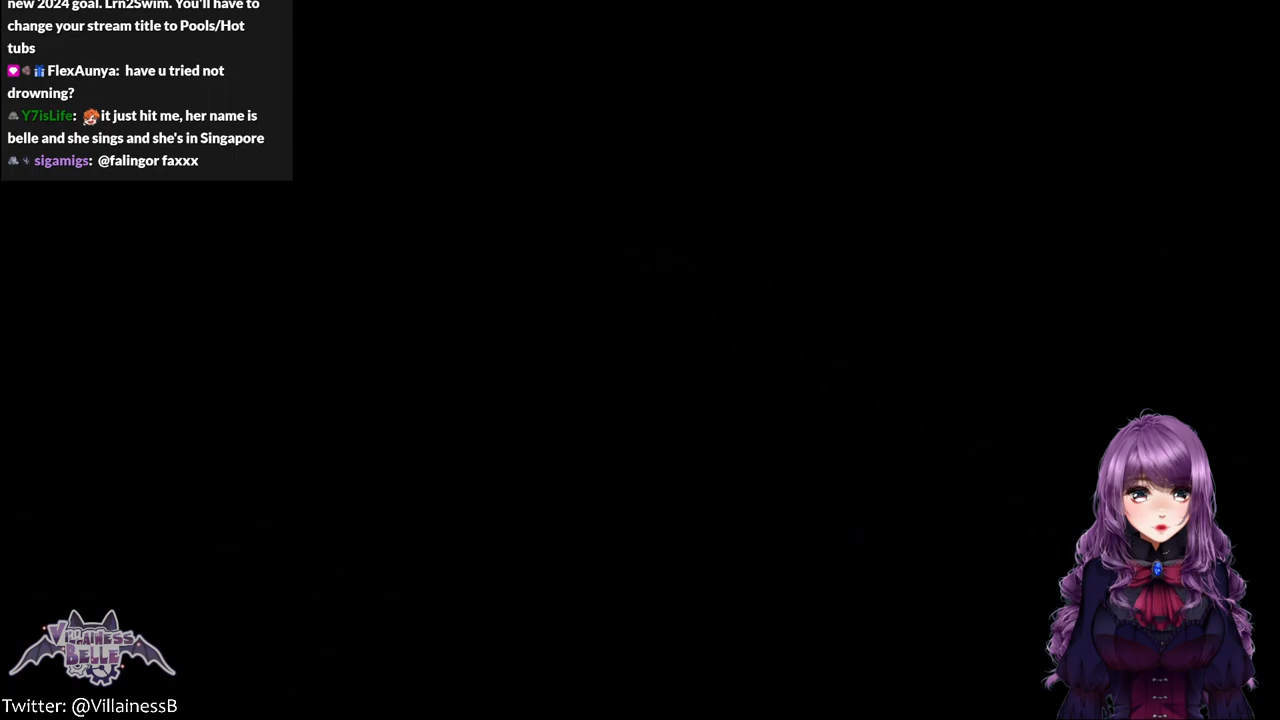 new 2024 goal. Lrn2Swim. You'll have to
change your stream title to Pools/Hot
tubs
FlexAunya: have u tried not
drowning?
Y7isLife: it just hit me, her name is
belle and she sings and she's in Singapore
sigamigs: @falingor faxxx
VILLAINESS
BELLE
Twitter: @VillainessB